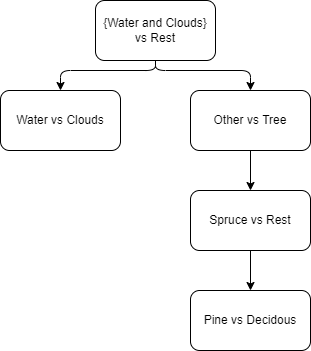 {Water and Clouds}
vs Rest
Water vs Clouds
Other vs Tree
Spruce vs Rest
Pine vs Decidous